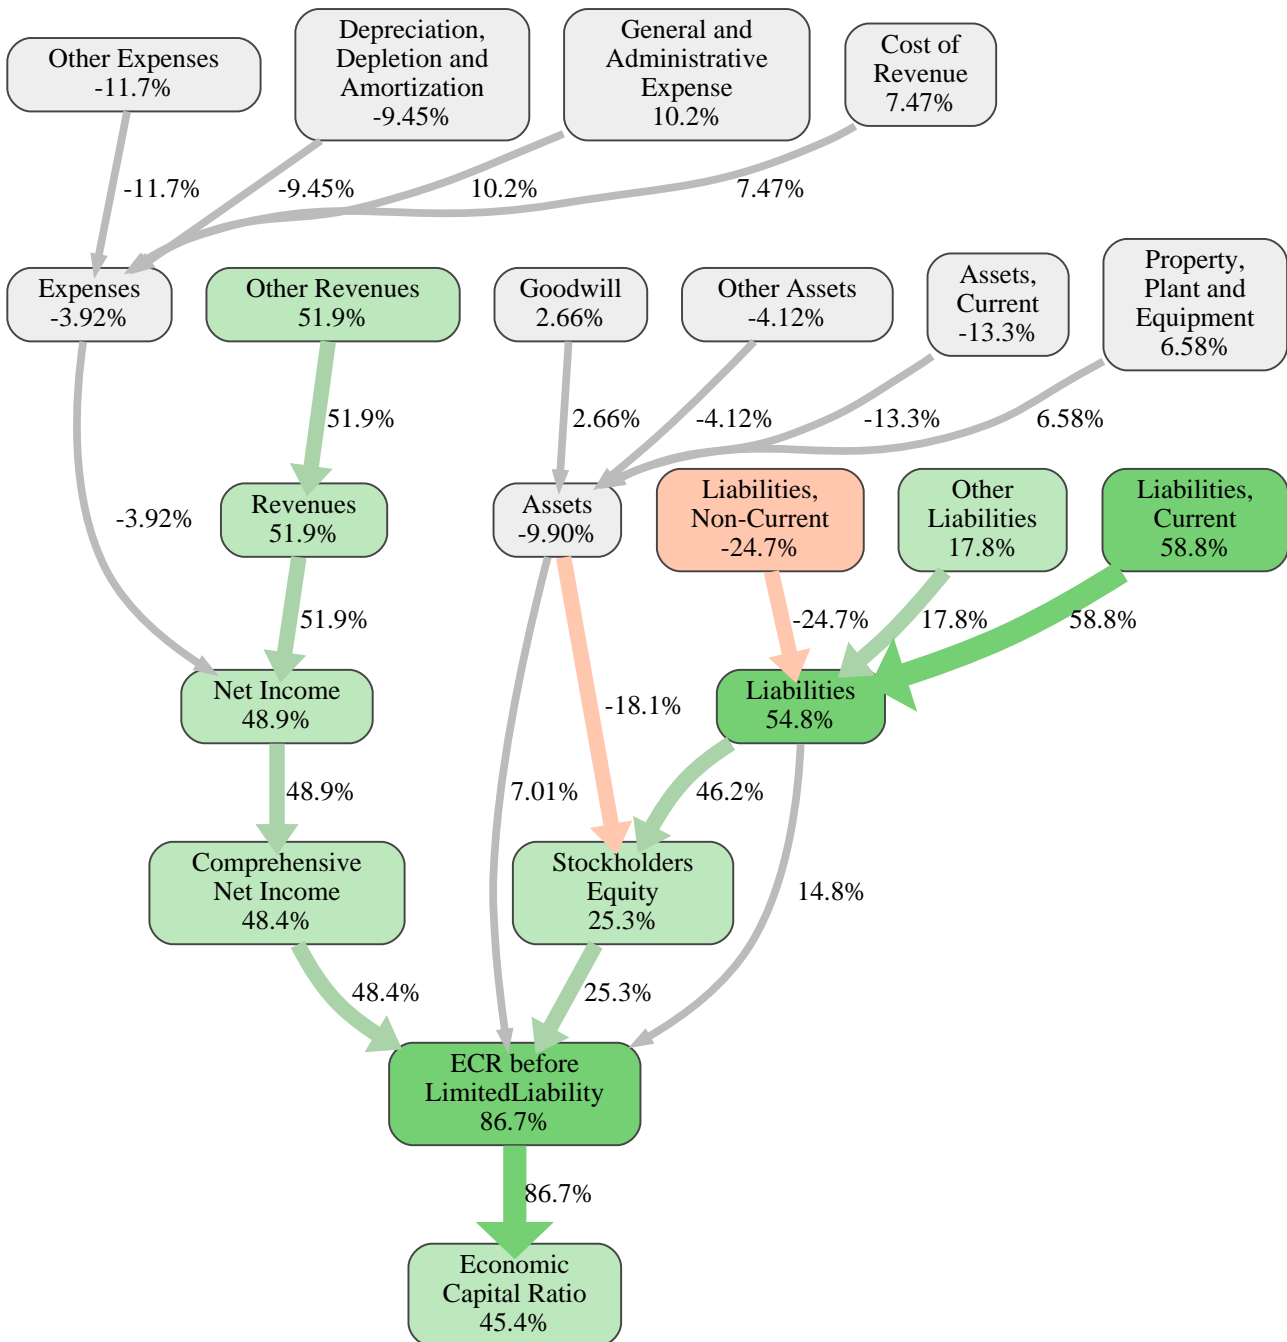 Other Expenses
-11.7%
Depreciation,
Depletion and
Amortization
-9.45%
General and
Administrative
Expense
10.2%
Cost of
Revenue
7.47%
-11.7%
-9.45%
10.2%
7.47%
Expenses
-3.92%
Other Revenues
51.9%
Goodwill
2.66%
Other Assets
-4.12%
Assets,
Current
-13.3%
Property,
Plant and
Equipment
6.58%
51.9%
2.66%
-4.12%
-13.3%
6.58%
-3.92%
Revenues
51.9%
Assets
-9.90%
Liabilities,
Non-Current
-24.7%
Other
Liabilities
17.8%
Liabilities,
Current
58.8%
51.9%
-24.7%
17.8%
58.8%
Net Income
48.9%
-18.1%
Liabilities
54.8%
48.9%
7.01%
46.2%
Comprehensive
Net Income
48.4%
Stockholders
Equity
25.3%
14.8%
48.4%
25.3%
ECR before
LimitedLiability
86.7%
86.7%
Economic
Capital Ratio
45.4%